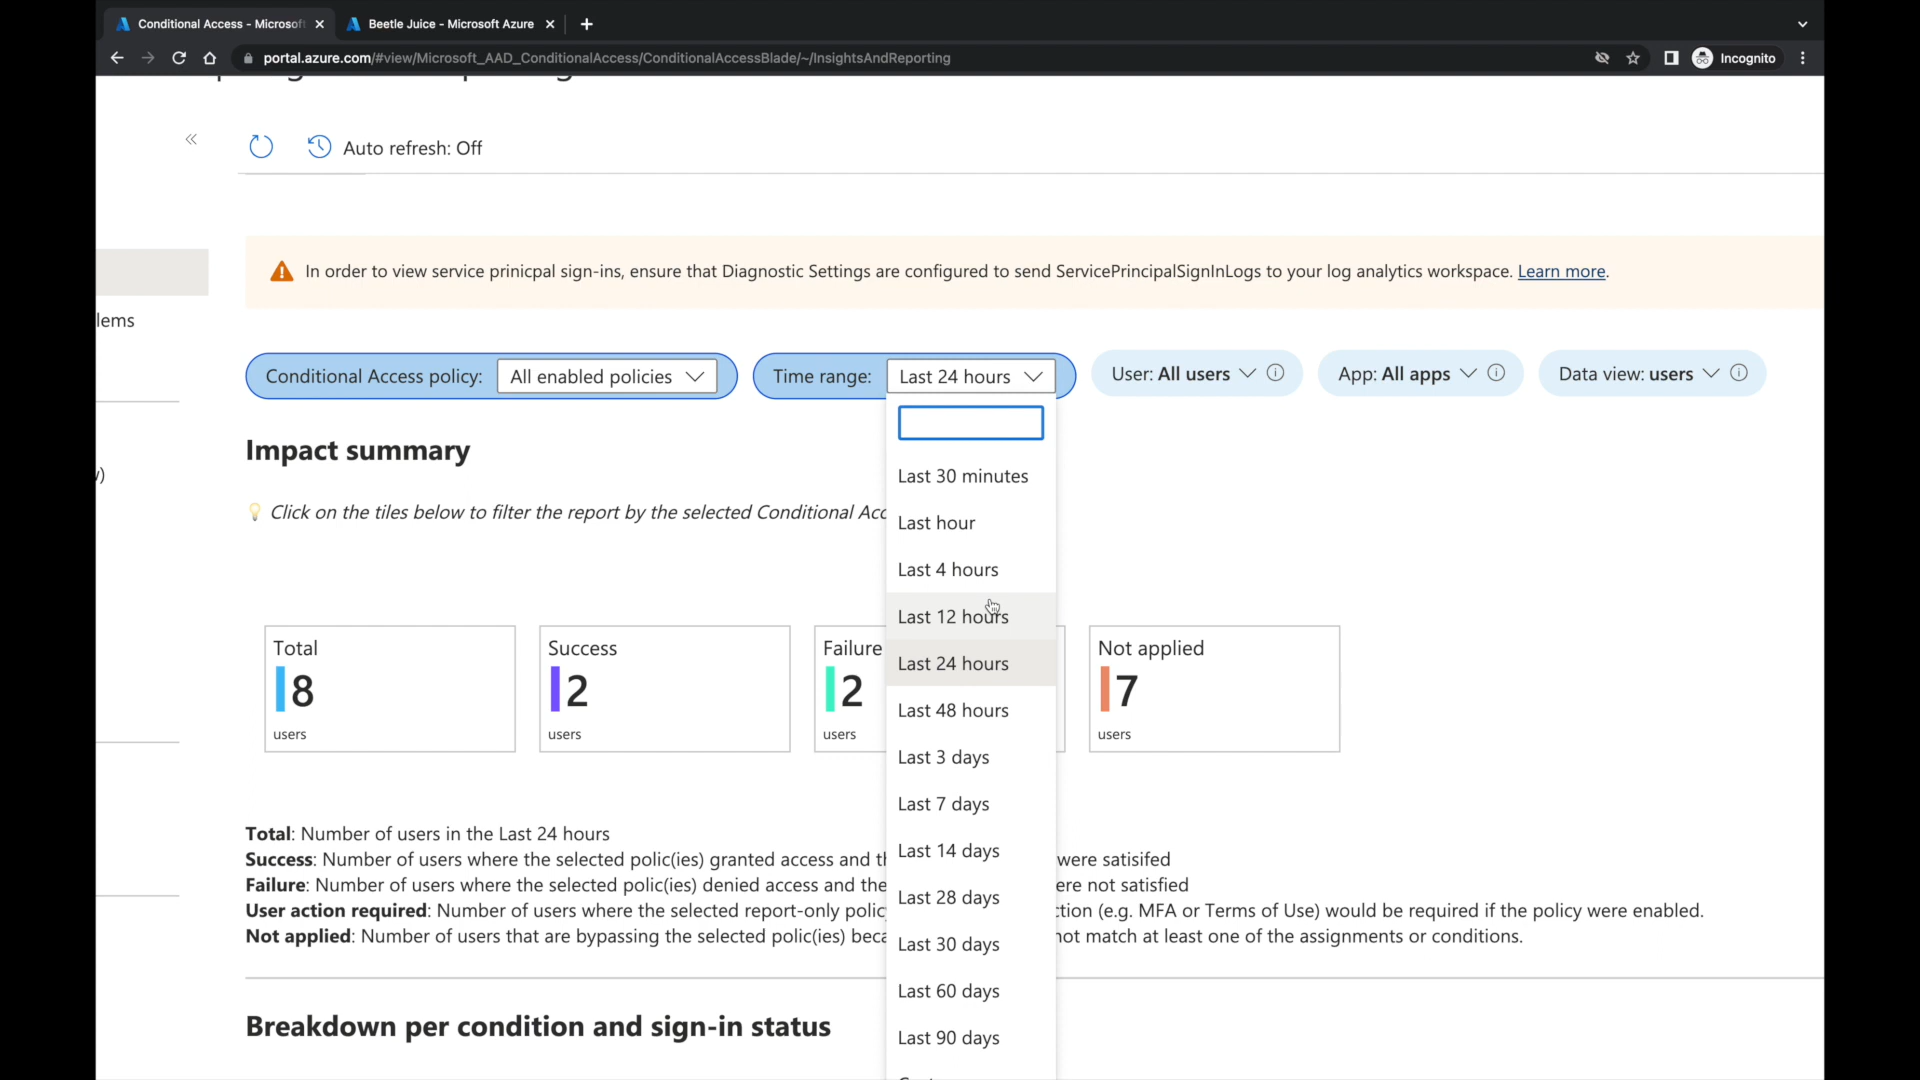 Conditional Access - Microsof
Beetle Juice - Microsoft Azure
portal.azure.com/#view/Microsoft_AAD_ConditionalAccess/ConditionalAccessBlade/~/InsightsAndReporting
Incognito
Auto refresh: Off
In order to view service prinicpal sign-ins, ensure that Diagnostic Settings are configured to send ServicePrincipalSignInLogs to your log analytics workspace. Learn more.
lems
Conditional Access policy: All enabled policies
Time range: Last 24 hours
User: All users
App: All apps
Data view: users
Impact summary
Click on the tiles below to filter the report by the selected Conditional Acc
Last 30 minutes
Last hour
Last 4 hours
Last 12 hours
Last 24 hours
Last 48 hours
Last 3 days
Last 7 days
Last 14 days
Last 28 days
Last 30 days
Last 60 days
Last 90 days
Total
8
users
Success
2
users
Failure
2
users
Not applied
7
users
Total: Number of users in the Last 24 hours
Success: Number of users where the selected polic(ies) granted access and th were satisifed
Failure: Number of users where the selected polic(ies) denied access and the ere not satisfied
User action required: Number of users where the selected report-only polic ction (e.g. MFA or Terms of Use) would be required if the policy were enabled.
Not applied: Number of users that are bypassing the selected polic(ies) beca not match at least one of the assignments or conditions.
Breakdown per condition and sign-in status